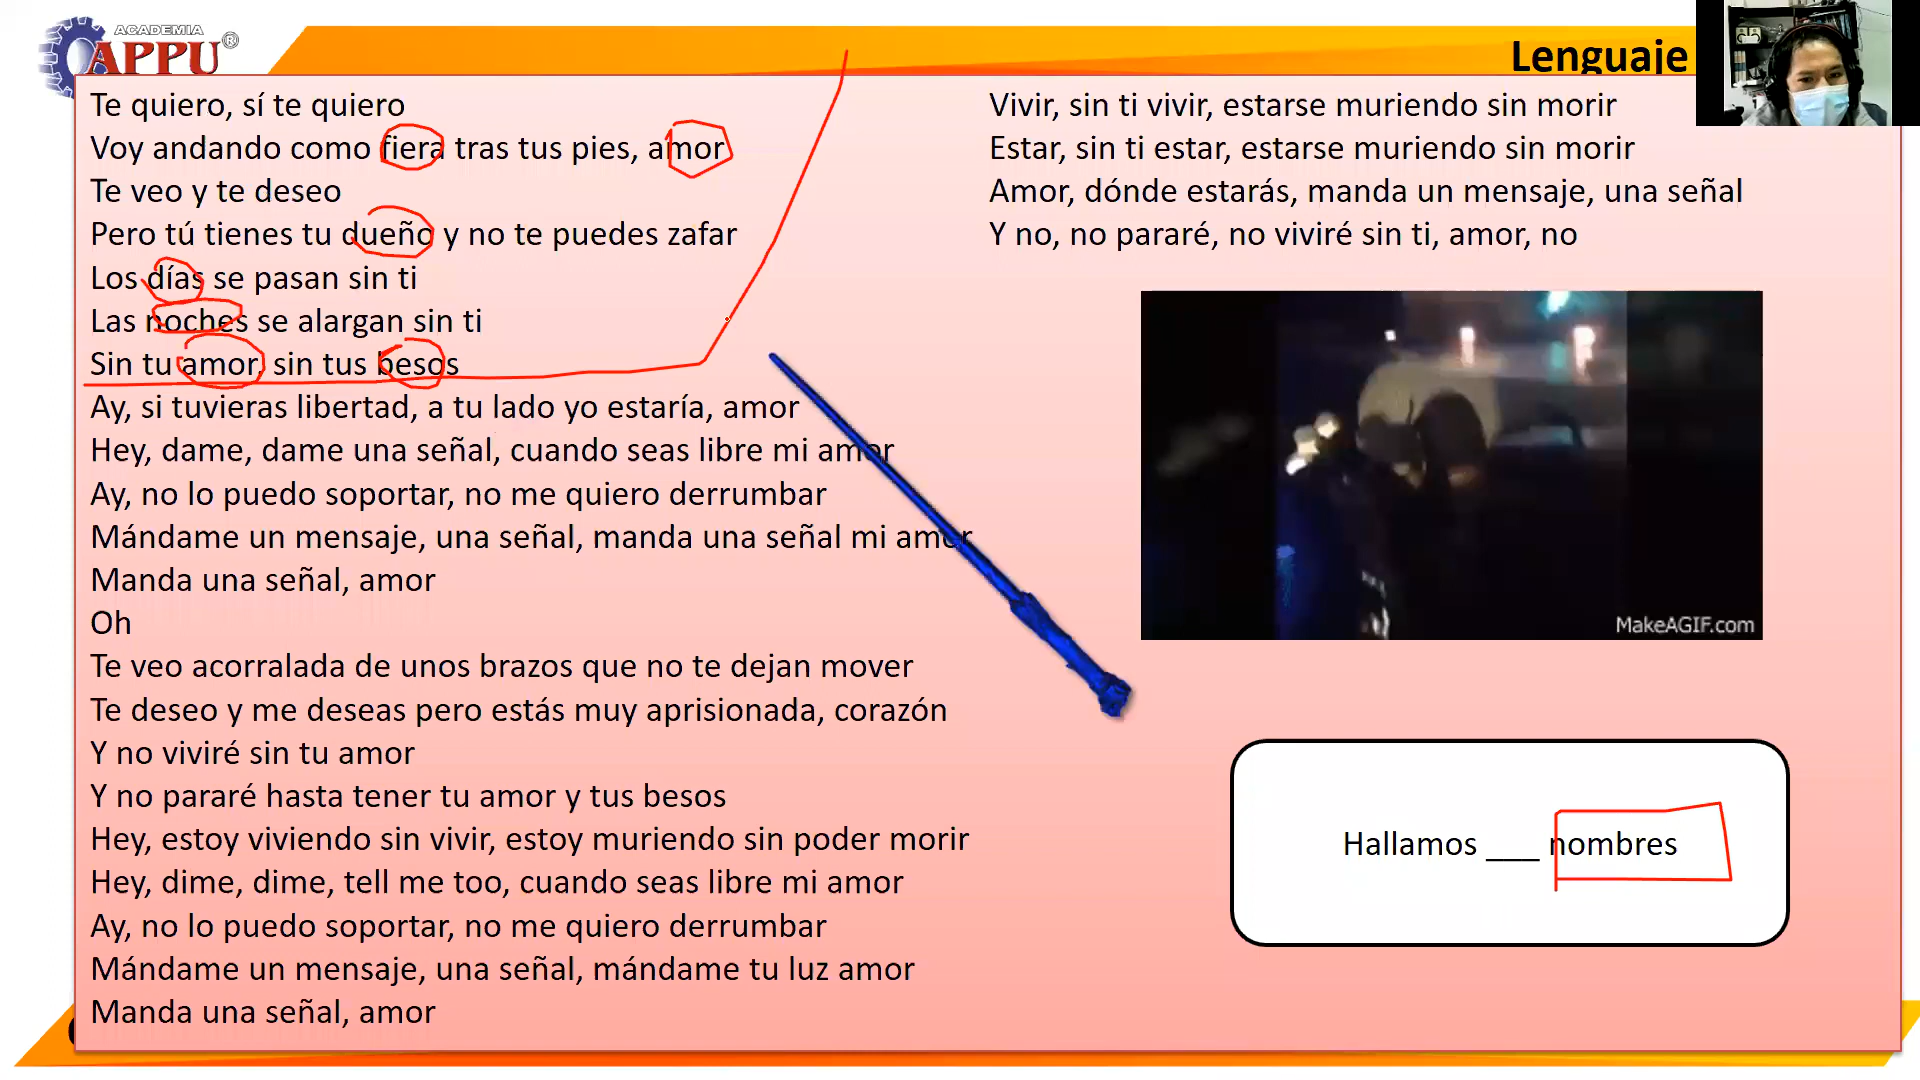 ACADEMIA
APPU®
Lenguaje
Te quiero, sí te quiero
Voy andando como fiera tras tus pies, amor
Te veo y te deseo
Pero tú tienes tu dueño y no te puedes zafar
Los días se pasan sin ti
Las noches se alargan sin ti
Sin tu amor, sin tus besos
Ay, si tuvieras libertad, a tu lado yo estaría, amor
Hey, dame, dame una señal, cuando seas libre mi amor
Ay, no lo puedo soportar, no me quiero derrumbar
Mándame un mensaje, una señal, manda una señal mi amor
Manda una señal, amor
Oh
Te veo acorralada de unos brazos que no te dejan mover
Te deseo y me deseas pero estás muy aprisionada, corazón
Y no viviré sin tu amor
Y no pararé hasta tener tu amor y tus besos
Hey, estoy viviendo sin vivir, estoy muriendo sin poder morir
Hey, dime, dime, tell me too, cuando seas libre mi amor
Ay, no lo puedo soportar, no me quiero derrumbar
Mándame un mensaje, una señal, mándame tu luz amor
Manda una señal, amor
Vivir, sin ti vivir, estarse muriendo sin morir
Estar, sin ti estar, estarse muriendo sin morir
Amor, dónde estarás, manda un mensaje, una señal
Y no, no pararé, no viviré sin ti, amor, no
MakeAGIF.com
Hallamos ___ nombres